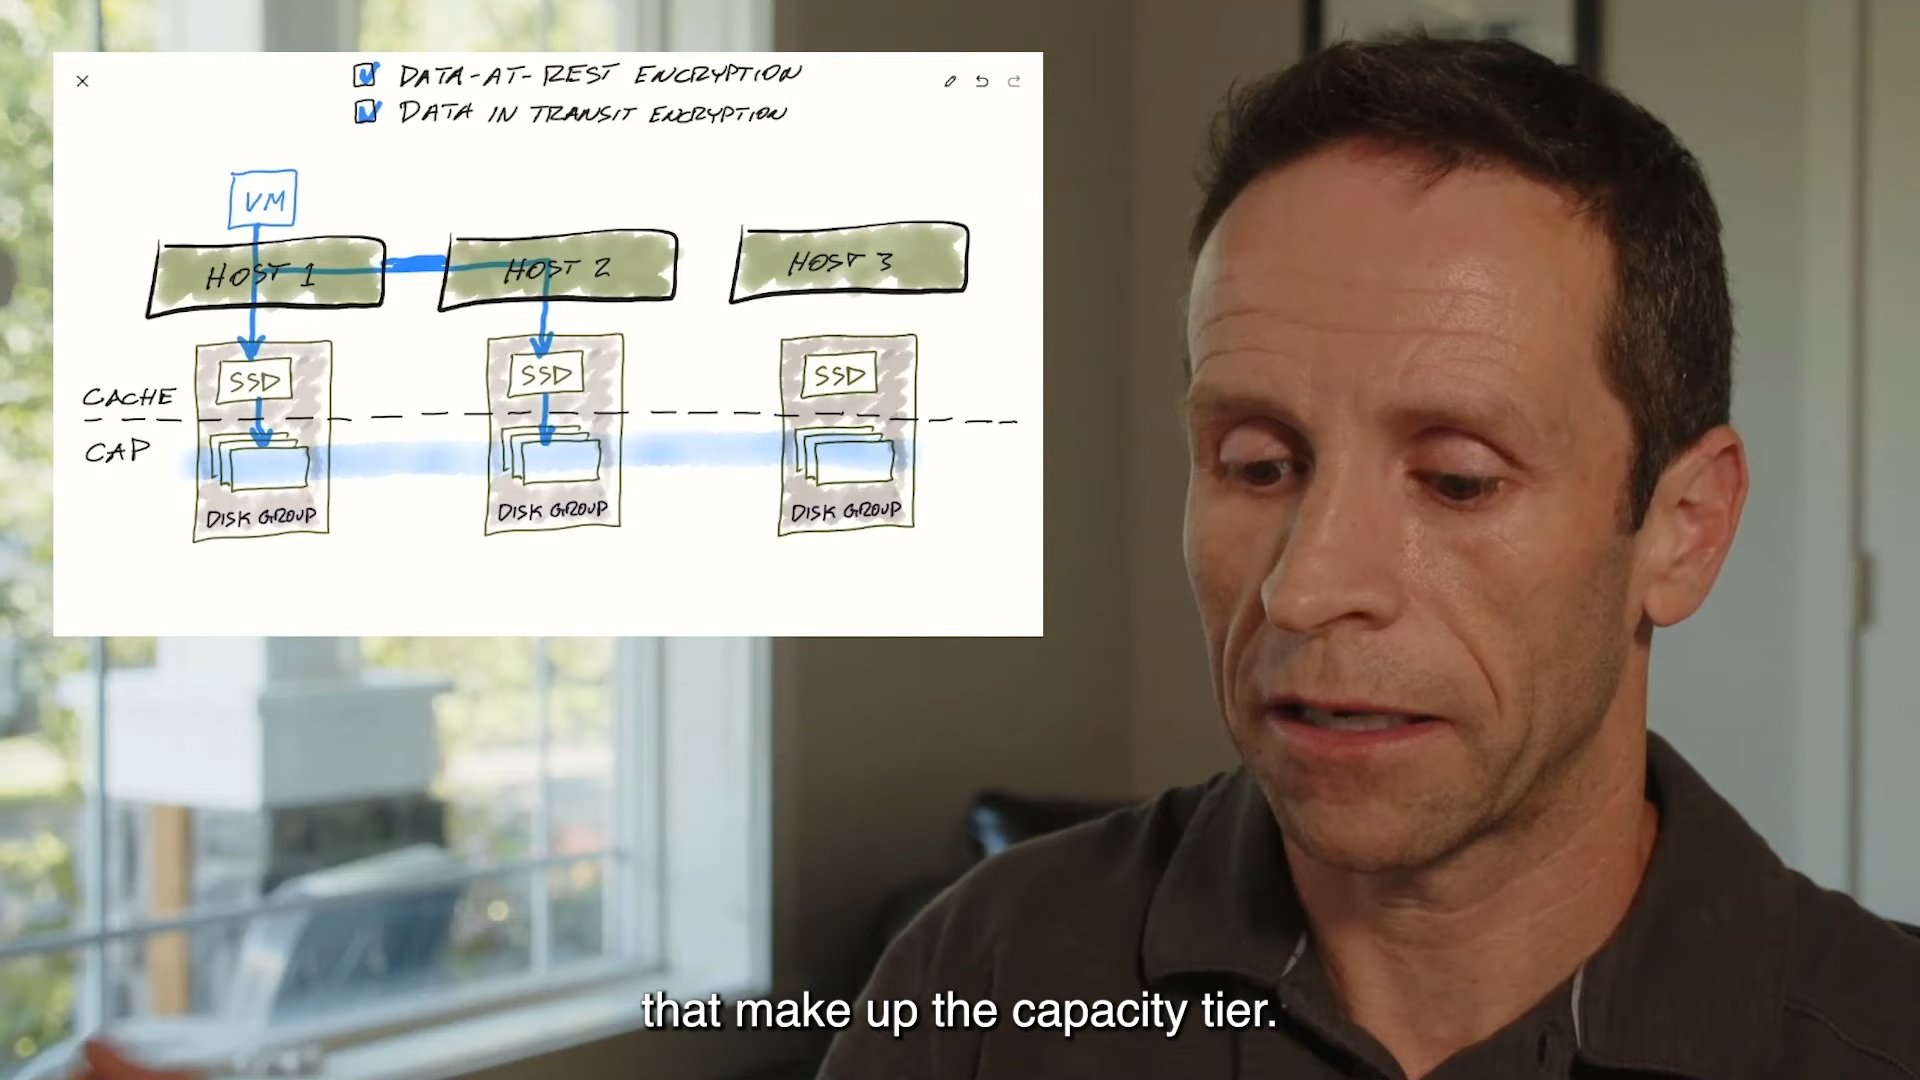 DATA-AT-REST ENCRYPTION
DATA IN TRANSIT ENCRYPTION
VM
HOST 1
HOST 2
HOST 3
SSD
SSD
SSD
CACHE
CAP
DISK GROUP
DISK GROUP
DISK GROUP
that make up the capacity tier.